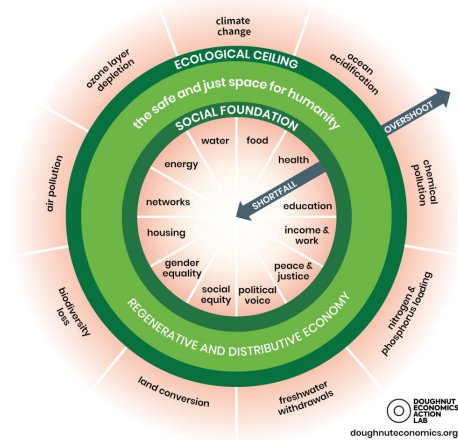 climate
change
ocean
acidification
chemical
pollution
nitrogen &
phosphorus loading
freshwater
withdrawals
land conversion
biodiversity
loss
air pollution
ozone layer
depletion
ECOLOGICAL CEILING
the safe and just space for humanity
SOCIAL FOUNDATION
OVERSHOOT
SHORTFALL
water
food
health
education
income &
work
peace &
justice
political
voice
social
equity
gender
equality
housing
networks
energy
REGENERATIVE AND DISTRIBUTIVE ECONOMY
DOUGHNUT
ECONOMICS
ACTION
LAB
doughnuteconomics.org